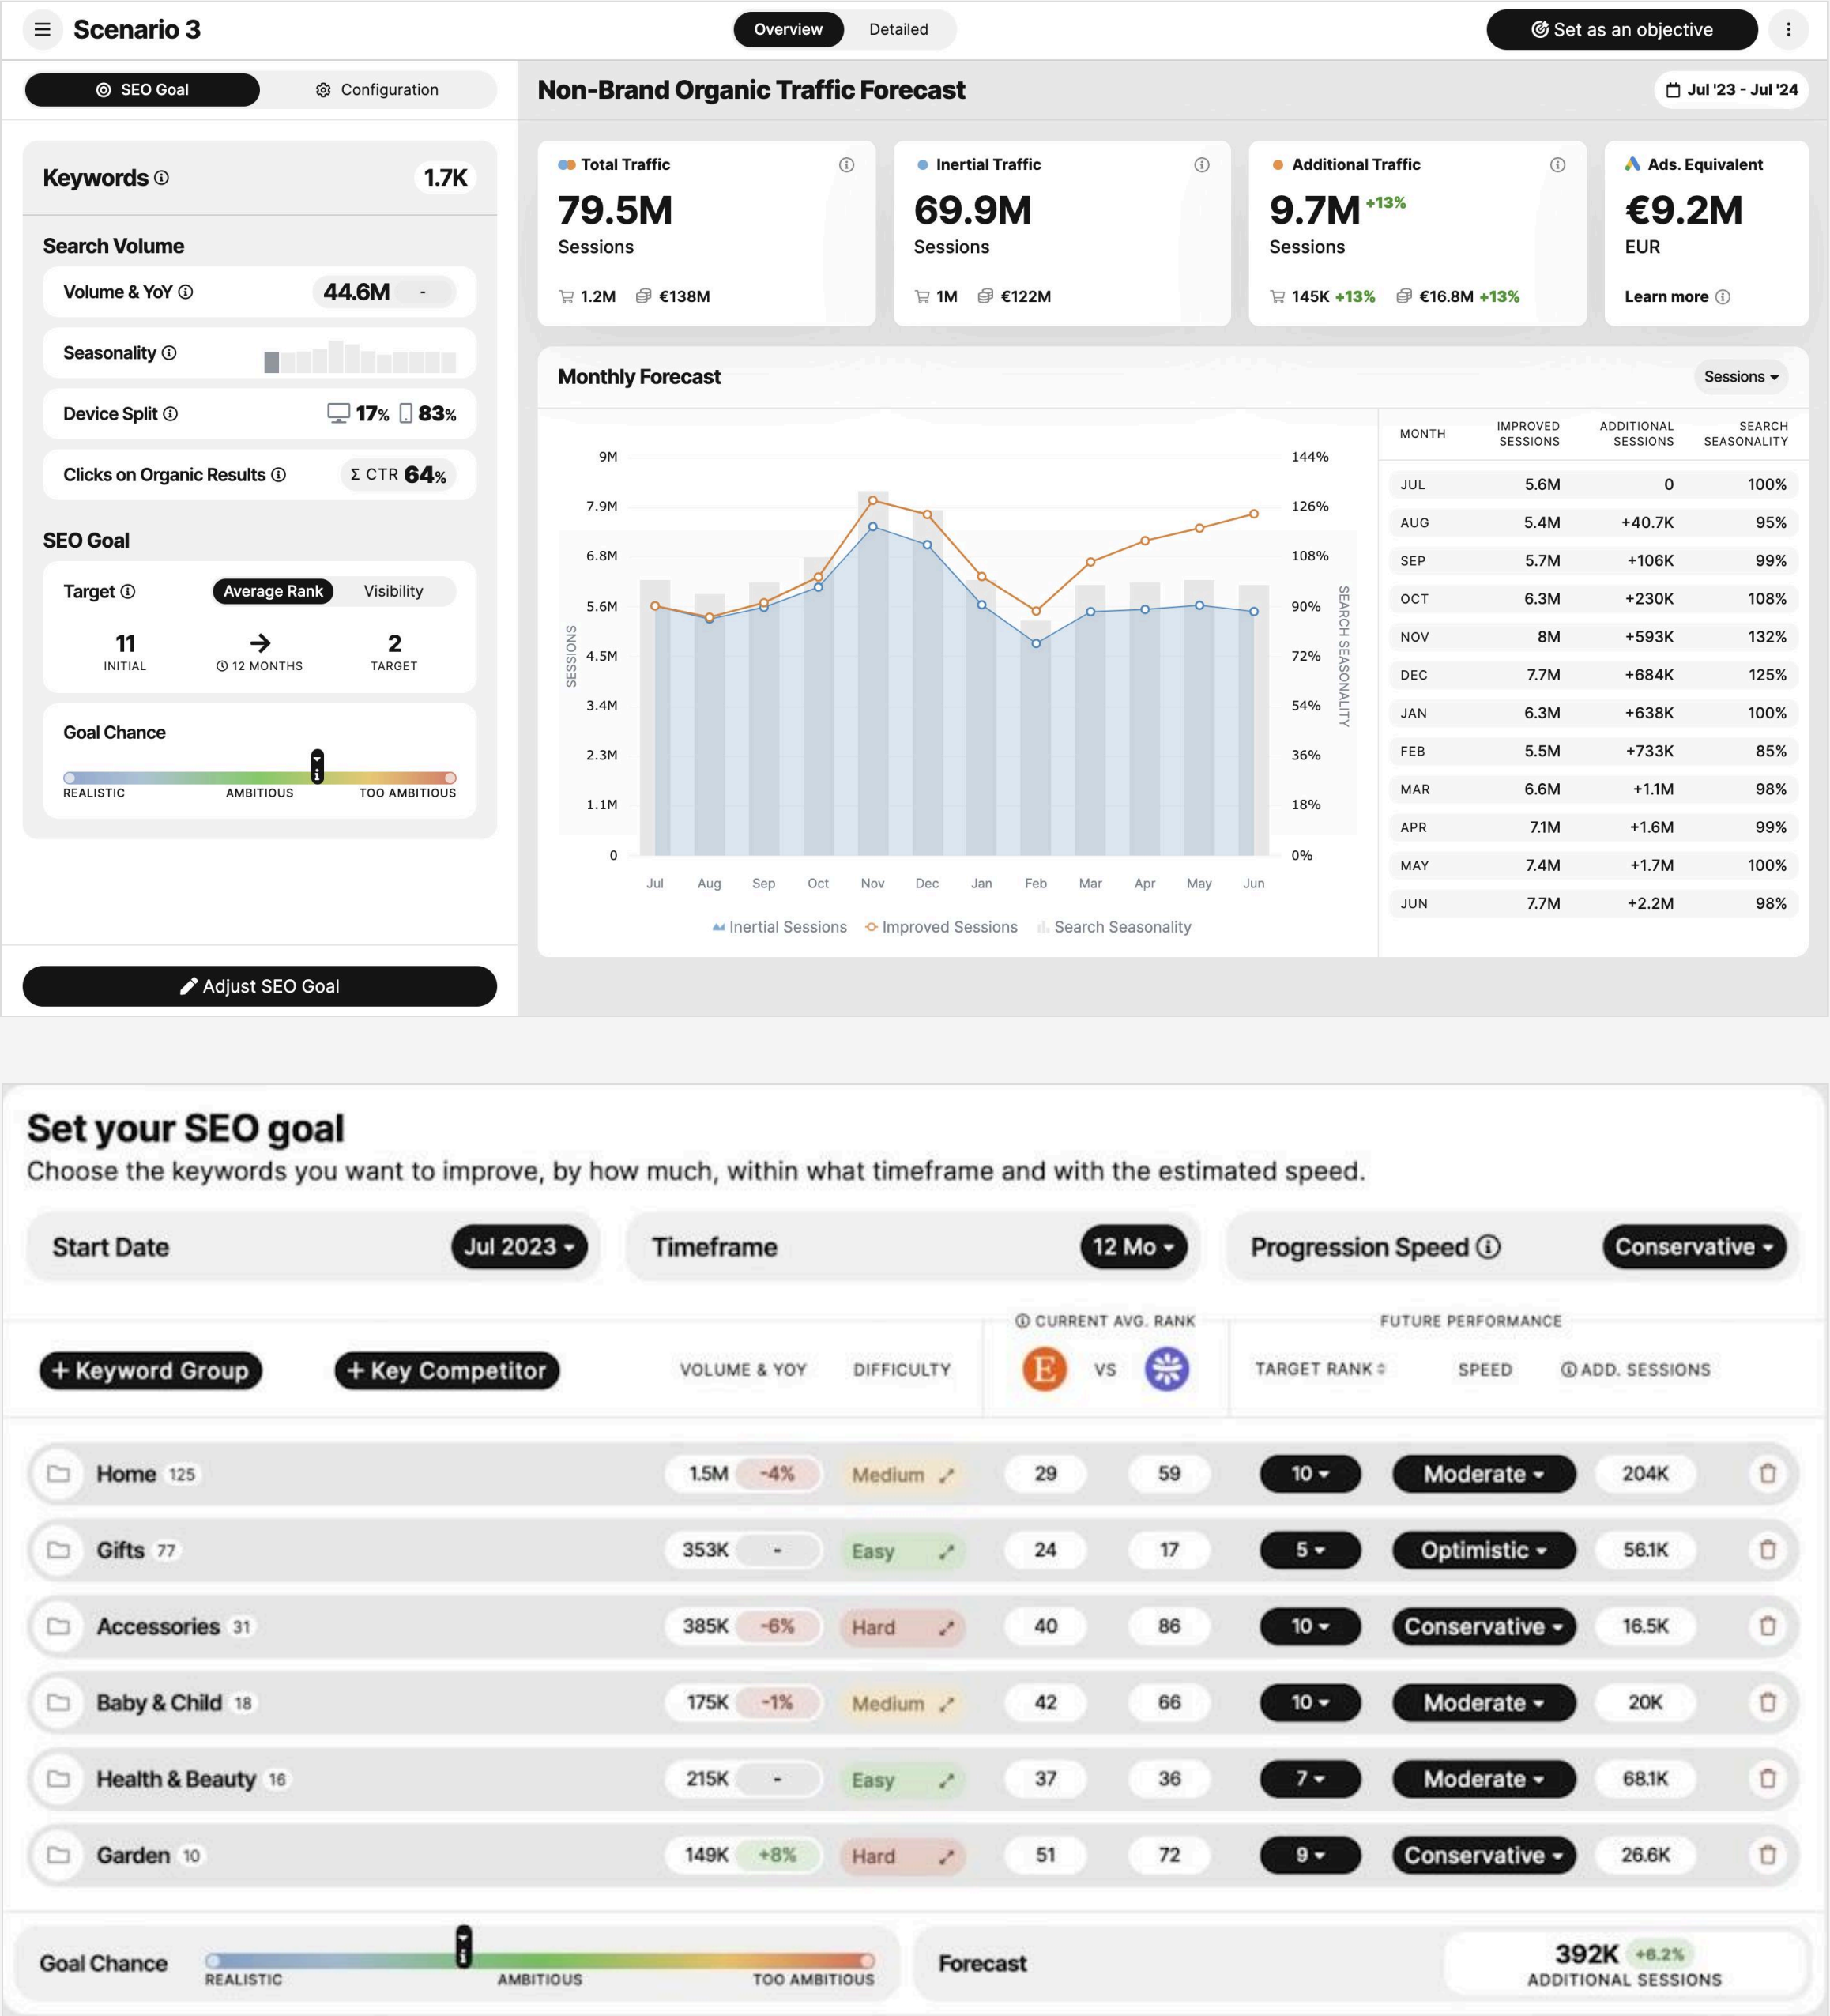 Scenario 3
Overview Detailed
Set as an objective
SEO Goal Configuration
Keywords 1.7K
Search Volume
Volume & YoY 44.6M -
Seasonality
Device Split 17% 83%
Clicks on Organic Results Σ CTR 64%
SEO Goal
Target Average Rank Visibility
11 → 2
INITIAL 12 MONTHS TARGET
Goal Chance
REALISTIC AMBITIOUS TOO AMBITIOUS
Adjust SEO Goal
Non-Brand Organic Traffic Forecast
Jul '23 - Jul '24
Total Traffic
79.5M
Sessions
1.2M €138M
Inertial Traffic
69.9M
Sessions
1M €122M
Additional Traffic
9.7M +13%
Sessions
145K +13% €16.8M +13%
Ads. Equivalent
€9.2M
EUR
Learn more
Monthly Forecast
Sessions
9M 144%
7.9M 126%
6.8M 108%
5.6M 90%
4.5M 72%
3.4M 54%
2.3M 36%
1.1M 18%
0 0%
SESSIONS
SEARCH SEASONALITY
Jul Aug Sep Oct Nov Dec Jan Feb Mar Apr May Jun
Inertial Sessions Improved Sessions Search Seasonality
MONTH IMPROVED SESSIONS ADDITIONAL SESSIONS SEARCH SEASONALITY
JUL 5.6M 0 100%
AUG 5.4M +40.7K 95%
SEP 5.7M +106K 99%
OCT 6.3M +230K 108%
NOV 8M +593K 132%
DEC 7.7M +684K 125%
JAN 6.3M +638K 100%
FEB 5.5M +733K 85%
MAR 6.6M +1.1M 98%
APR 7.1M +1.6M 99%
MAY 7.4M +1.7M 100%
JUN 7.7M +2.2M 98%
Set your SEO goal
Choose the keywords you want to improve, by how much, within what timeframe and with the estimated speed.
Start Date Jul 2023
Timeframe 12 Mo
Progression Speed Conservative
CURRENT AVG. RANK FUTURE PERFORMANCE
+ Keyword Group + Key Competitor VOLUME & YOY DIFFICULTY E VS TARGET RANK SPEED ADD. SESSIONS
Home 125 1.5M -4% Medium 29 59 10 Moderate 204K
Gifts 77 353K - Easy 24 17 5 Optimistic 56.1K
Accessories 31 385K -6% Hard 40 86 10 Conservative 16.5K
Baby & Child 18 175K -1% Medium 42 66 10 Moderate 20K
Health & Beauty 16 215K - Easy 37 36 7 Moderate 68.1K
Garden 10 149K +8% Hard 51 72 9 Conservative 26.6K
Goal Chance
REALISTIC AMBITIOUS TOO AMBITIOUS
Forecast
392K +6.2%
ADDITIONAL SESSIONS